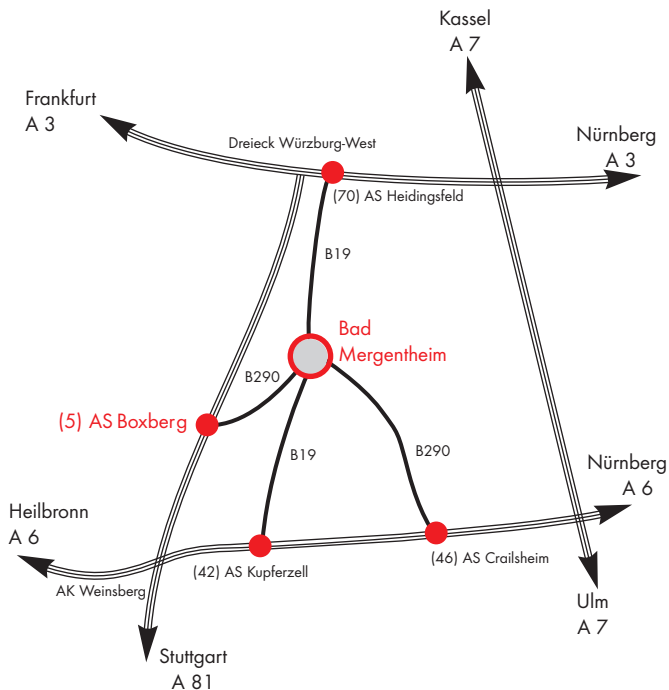 Kassel
A 7
Frankfurt
A 3
Dreieck Würzburg-West
Nürnberg
A 3
(70) AS Heidingsfeld
B19
Bad
Mergentheim
B290
(5) AS Boxberg
B19
B290
Nürnberg
A 6
Heilbronn
A 6
(46) AS Crailsheim
(42) AS Kupferzell
AK Weinsberg
Ulm
A 7
Stuttgart
A 81